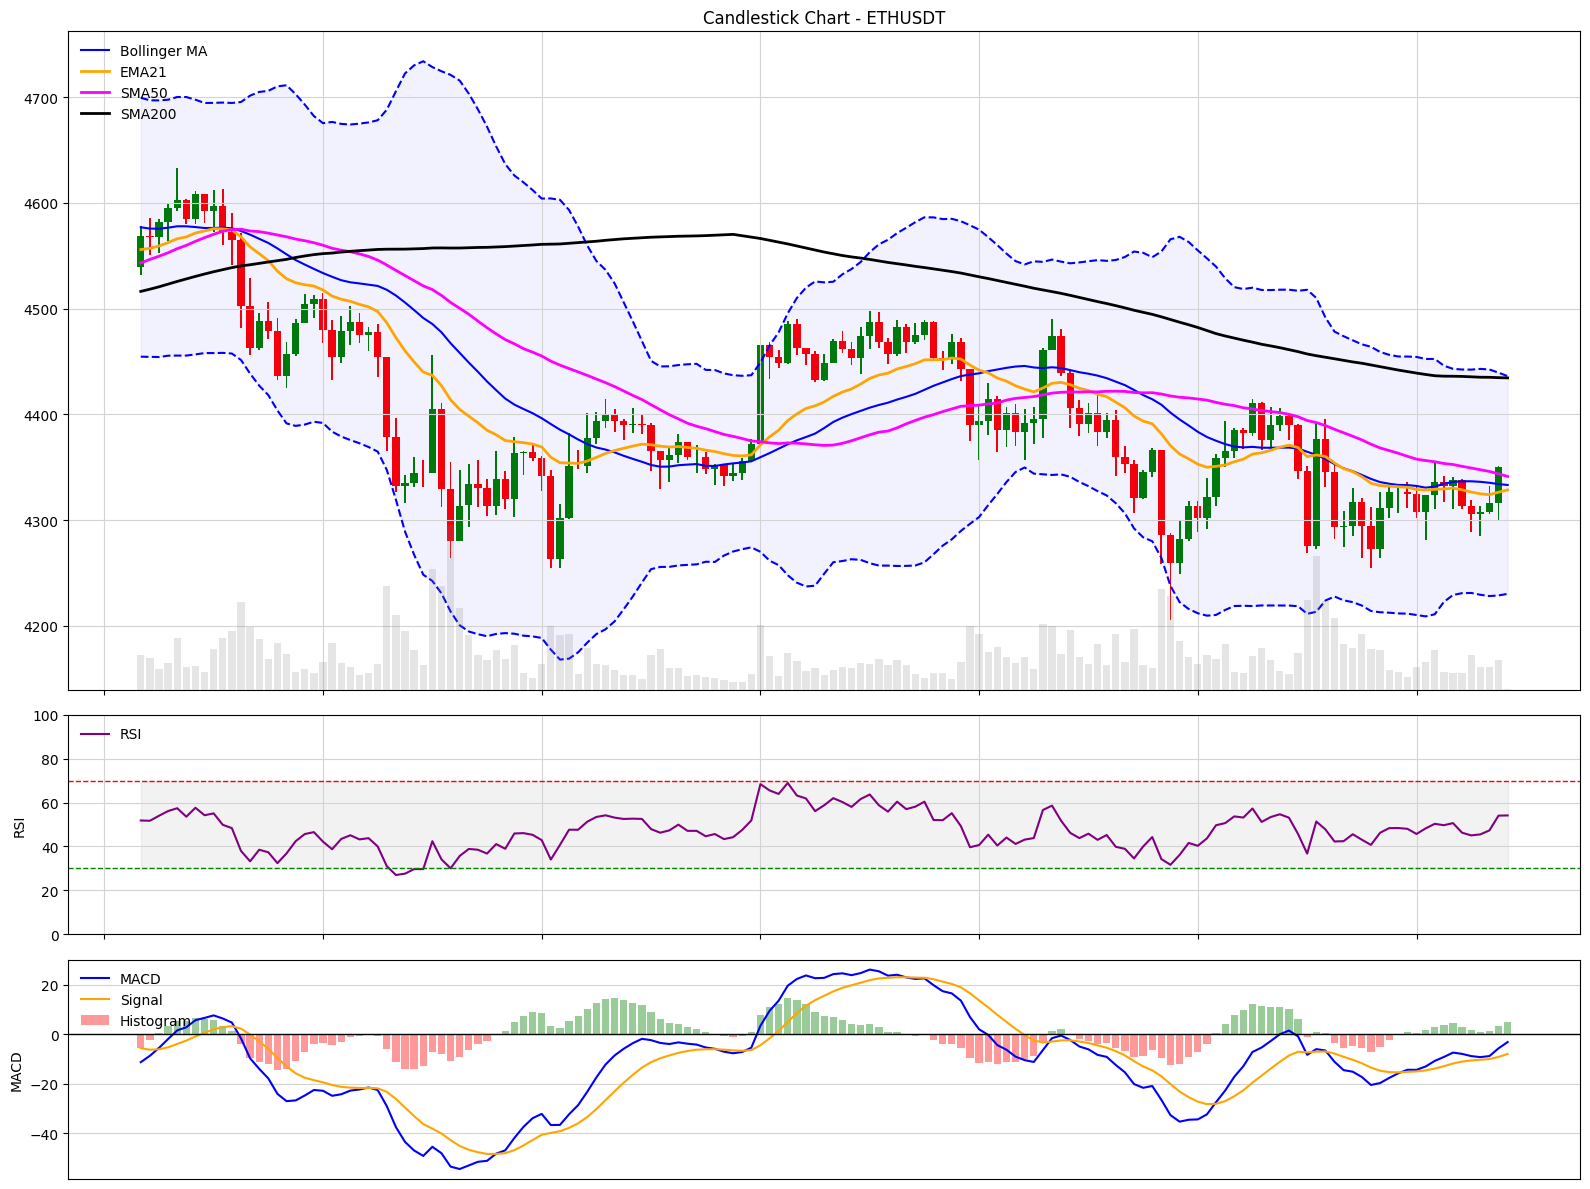 Candlestick Chart - ETHUSDT
Bollinger MA
EMA21
SMA50
SMA200
4700
4600
4500
4400
4300
4200
RSI
100
80
60
40
20
0
RSI
MACD
Signal
Histogram
20
0
−20
−40
MACD